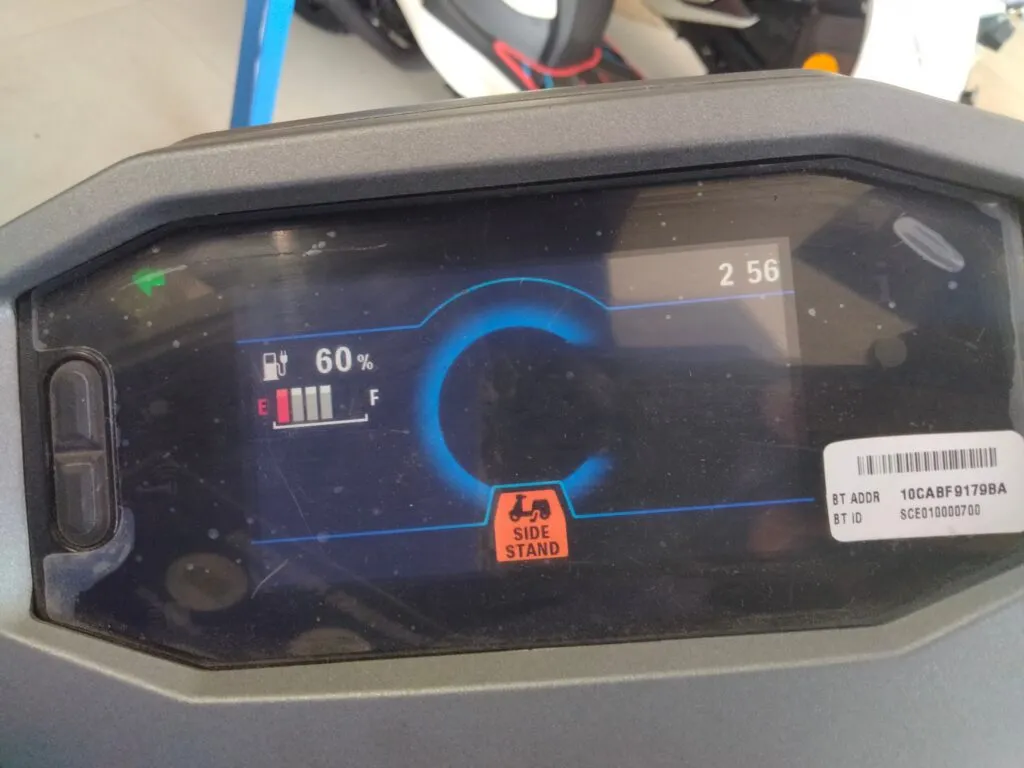 2 56
60%
E F
SIDE
STAND
BT ADDR 10CABF9179BA
BT ID SCE010000700